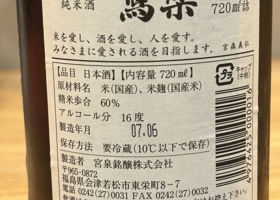 純米酒 寫楽 720㎖詰
米を愛し、酒を愛し、人を愛す。
みなさまに愛される酒を目指します。 宮森義弘
【品目 日本酒】【内容量 720㎖】
原材料名 米(国産)、米麹(国産米)
精米歩合 60%
アルコール分 16度
製造年月 07.06
保存方法 要冷蔵(10℃以下で保存)
製造者 宮泉銘醸株式会社
〒965-0872
福島県会津若松市東栄町8-7
電話 0242(27)0031 FAX 0242(27)0032
プラ
キャップ(中栓)
4976423000016